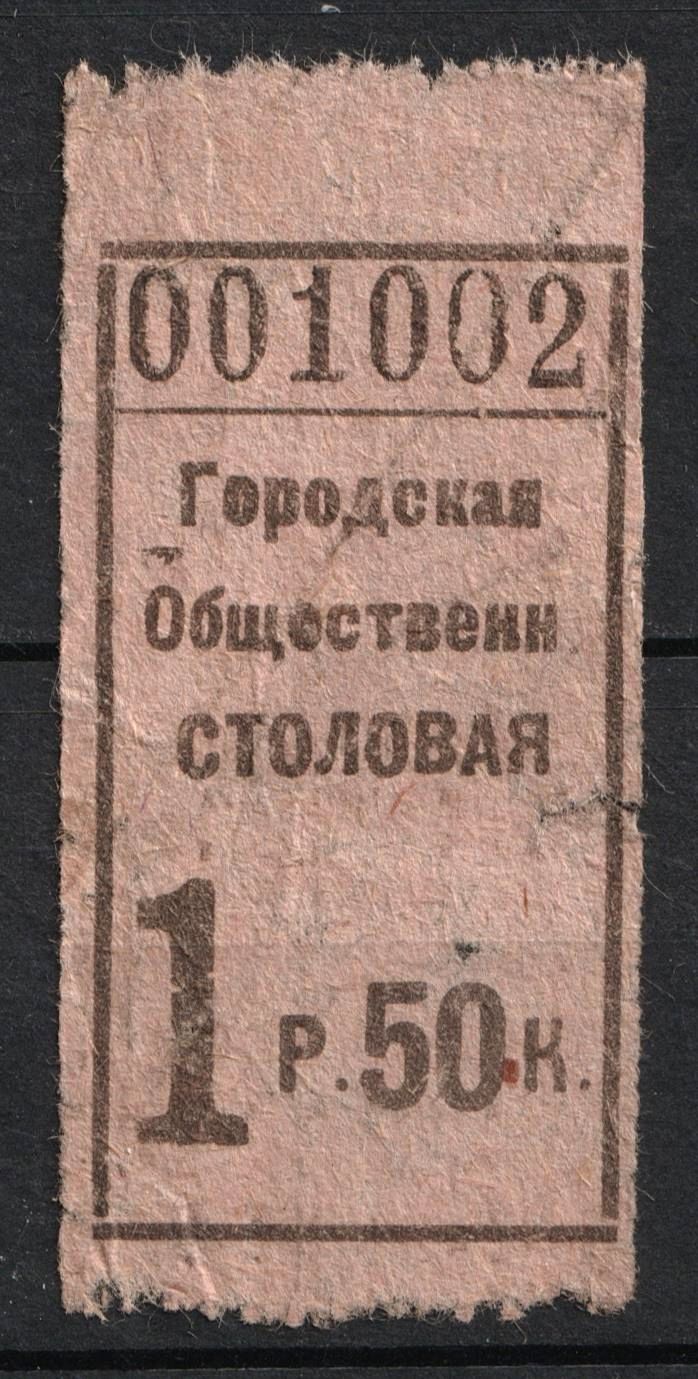 001002
Городская
Общественн.
СТОЛОВАЯ
1 Р. 50 К.